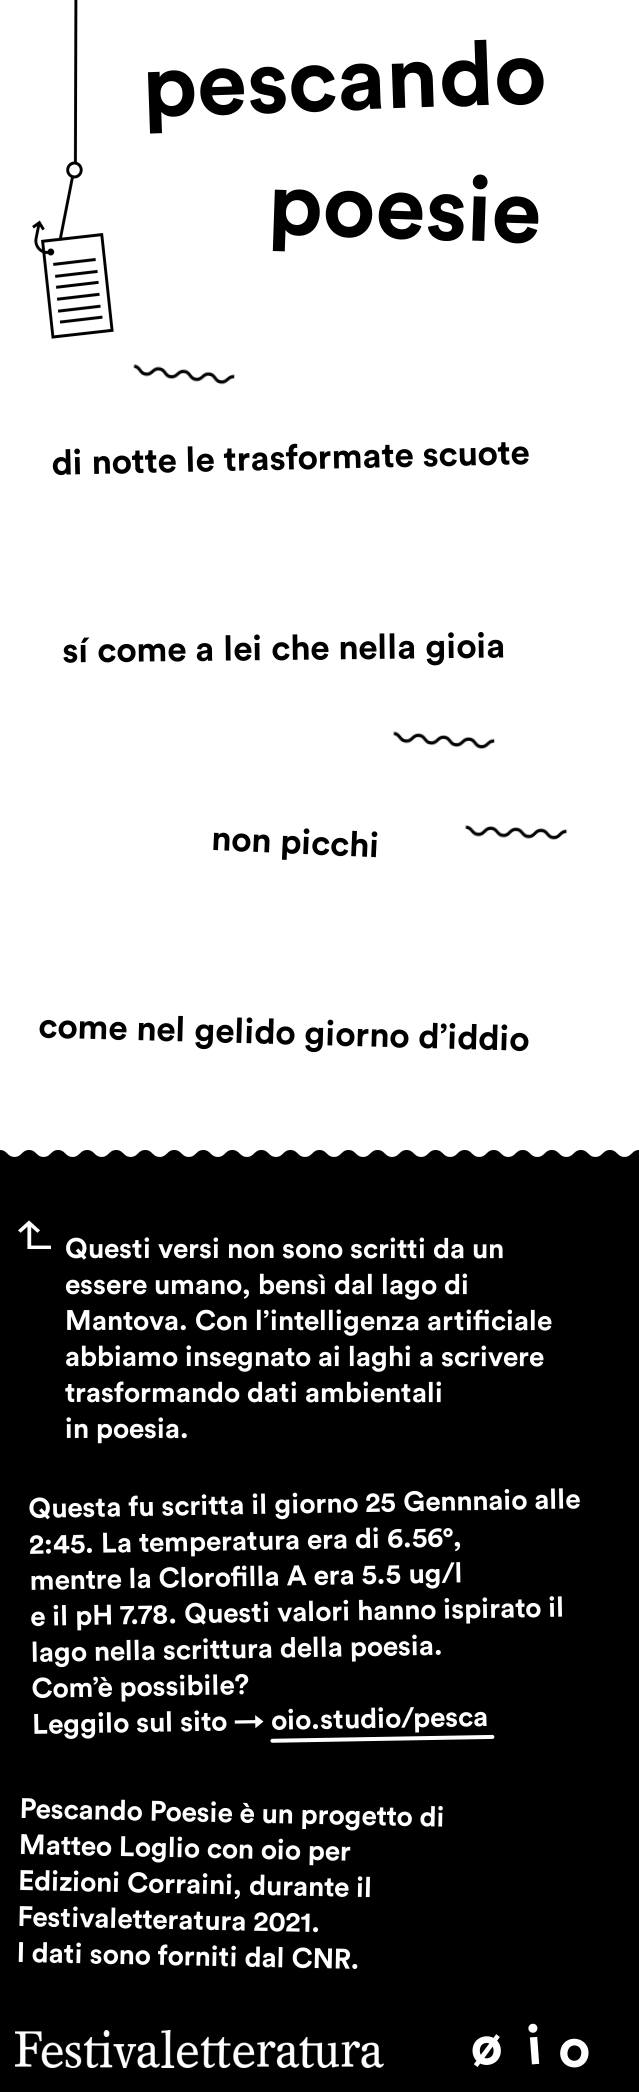 pescando
poesie
di notte le trasformate scuote
sí come a lei che nella gioia
non picchi
come nel gelido giorno d’iddio
Questi versi non sono scritti da un
essere umano, bensì dal lago di
Mantova. Con l’intelligenza artificiale
abbiamo insegnato ai laghi a scrivere
trasformando dati ambientali
in poesia.
Questa fu scritta il giorno 25 Gennnaio alle
2:45. La temperatura era di 6.56°,
mentre la Clorofilla A era 5.5 ug/l
e il pH 7.78. Questi valori hanno ispirato il
lago nella scrittura della poesia.
Com’è possibile?
Leggilo sul sito → oio.studio/pesca
Pescando Poesie è un progetto di
Matteo Loglio con oio per
Edizioni Corraini, durante il
Festivaletteratura 2021.
I dati sono forniti dal CNR.
Festivaletteratura ø i o